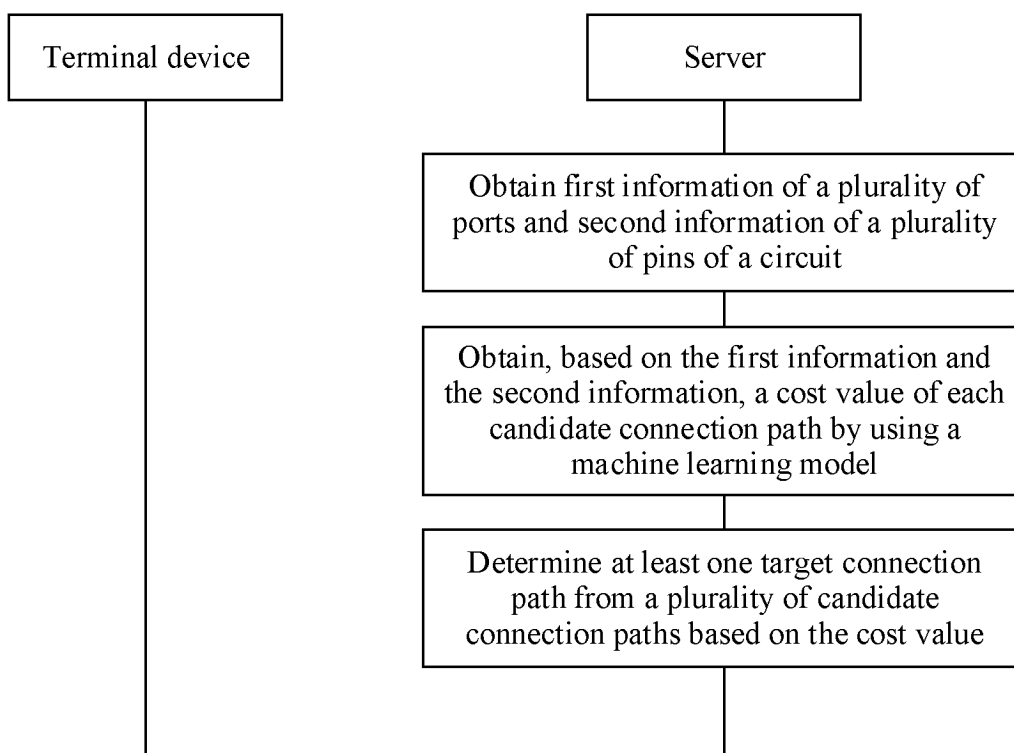 Terminal device
Server
Obtain first information of a plurality of
ports and second information of a plurality
of pins of a circuit
Obtain, based on the first information and
the second information, a cost value of each
candidate connection path by using a
machine learning model
Determine at least one target connection
path from a plurality of candidate
connection paths based on the cost value